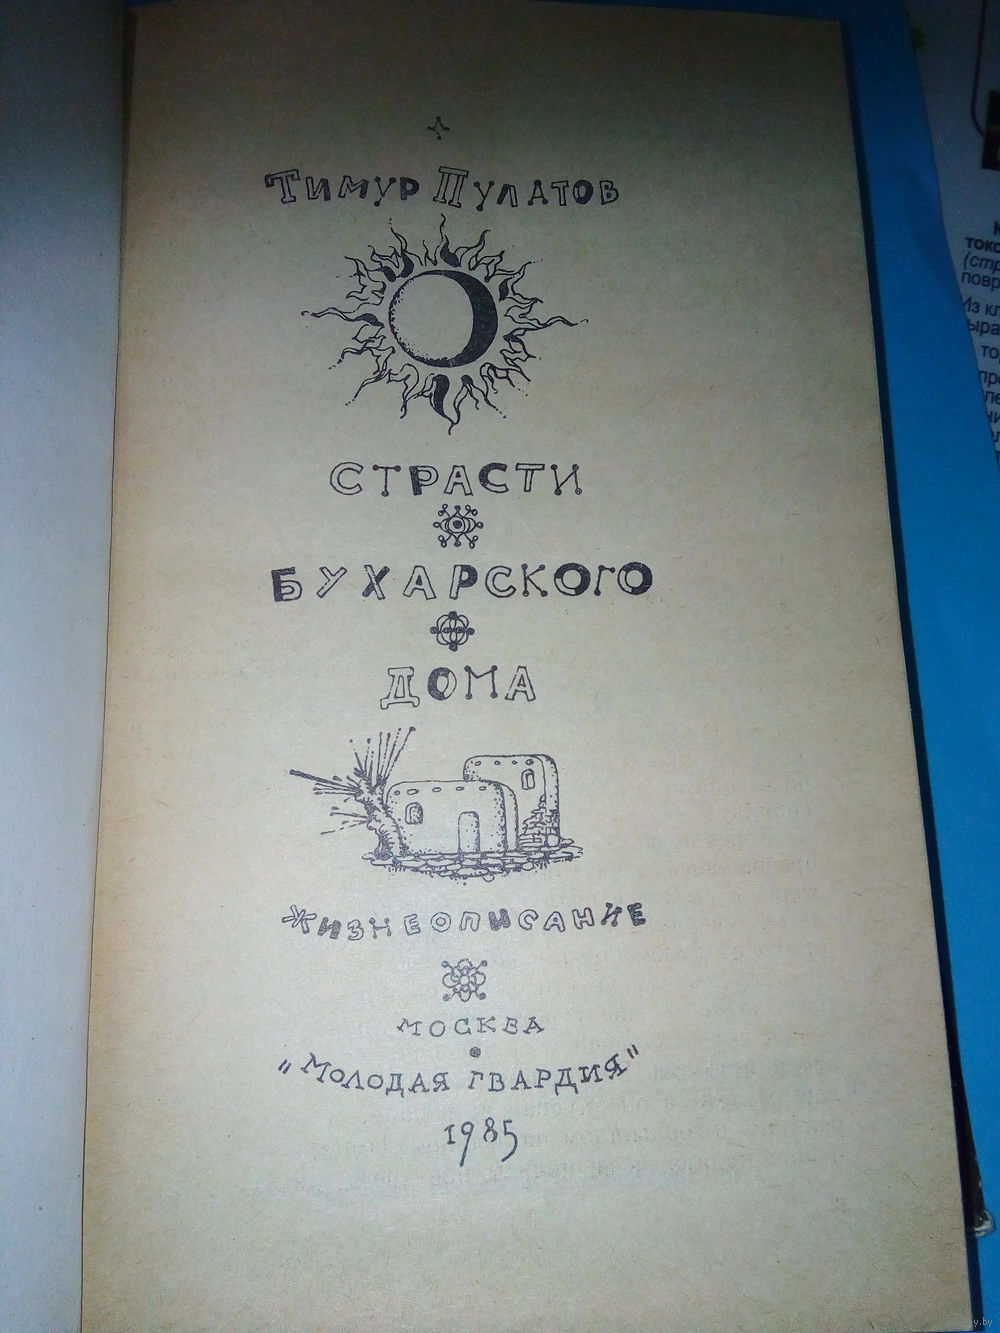 Тимур Пулатов
СТРАСТИ
БУХАРСКОГО
ДОМА
ЖИЗНЕОПИСАНИЕ
МОСКВА
"МОЛОДАЯ ГВАРДИЯ"
1985